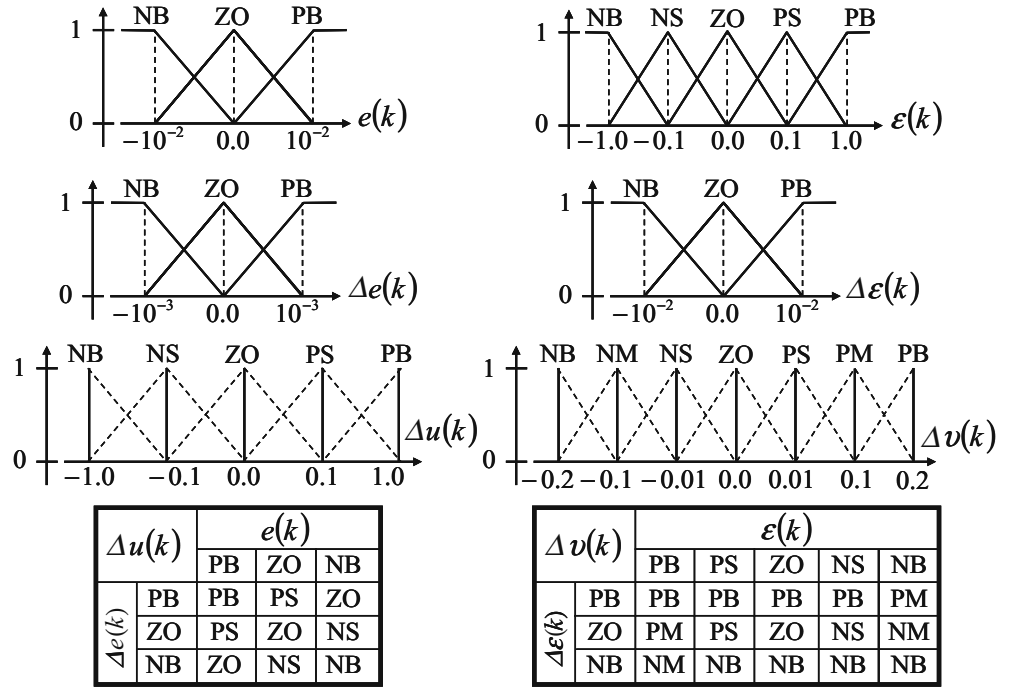 NB ZO PB
1
0
−10⁻² 0.0 10⁻² e(k)
NB NS ZO PS PB
1
0
−1.0 −0.1 0.0 0.1 1.0 ε(k)
NB ZO PB
1
0
−10⁻³ 0.0 10⁻³ Δe(k)
NB ZO PB
1
0
−10⁻² 0.0 10⁻² Δε(k)
NB NS ZO PS PB
1
0
−1.0 −0.1 0.0 0.1 1.0 Δu(k)
NB NM NS ZO PS PM PB
1
0
−0.2 −0.1 −0.01 0.0 0.01 0.1 0.2 Δυ(k)
Δu(k) e(k)
PB ZO NB
Δe(k)
PB PB PS ZO
ZO PS ZO NS
NB ZO NS NB
Δυ(k) ε(k)
PB PS ZO NS NB
Δε(k)
PB PB PB PB PB PM
ZO PM PS ZO NS NM
NB NM NB NB NB NB